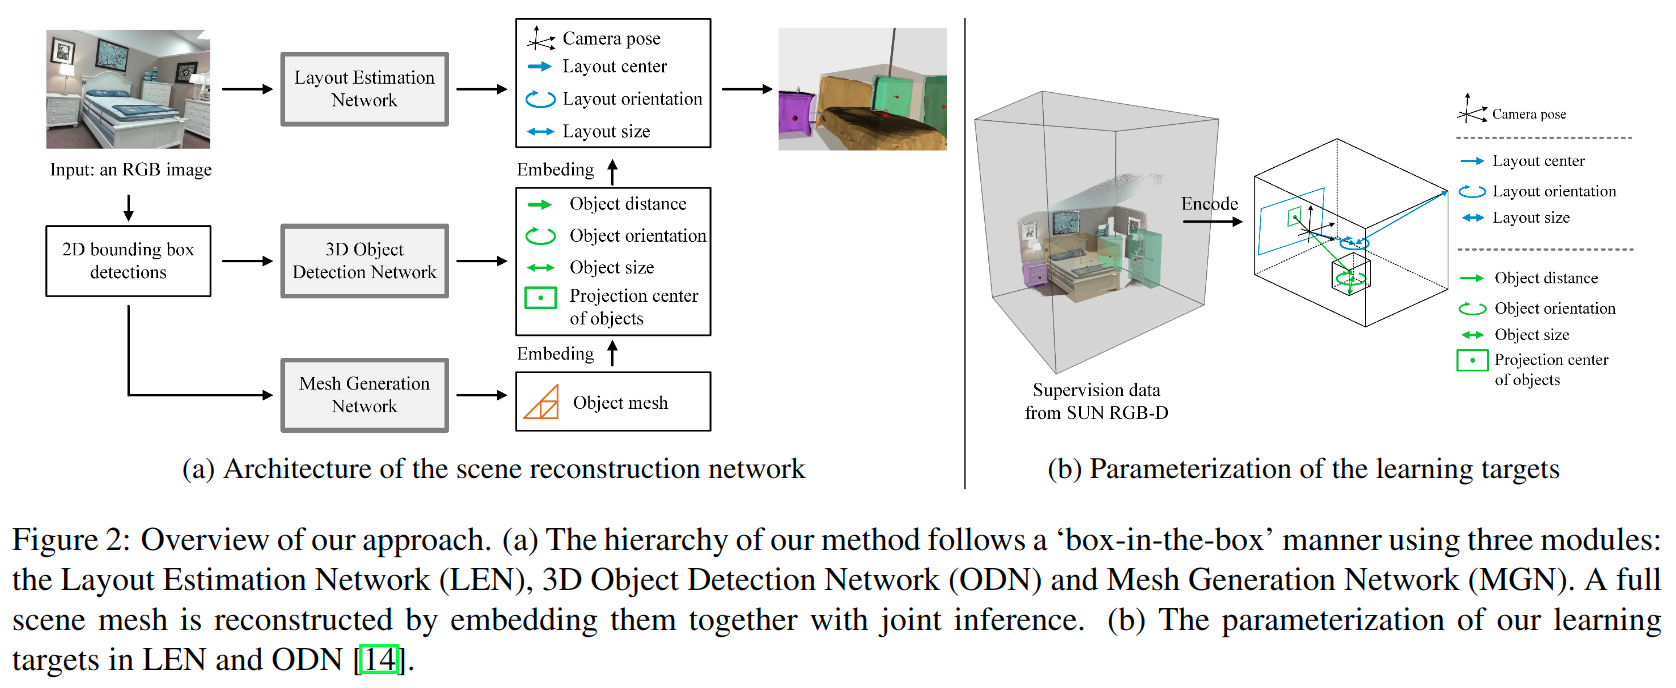 Input: an RGB image
2D bounding box
detections
Layout Estimation
Network
3D Object
Detection Network
Mesh Generation
Network
Camera pose
Layout center
Layout orientation
Layout size
Embeding
Object distance
Object orientation
Object size
Projection center
of objects
Embeding
Object mesh
(a) Architecture of the scene reconstruction network
Supervision data
from SUN RGB-D
Encode
Camera pose
Layout center
Layout orientation
Layout size
Object distance
Object orientation
Object size
Projection center
of objects
(b) Parameterization of the learning targets
Figure 2: Overview of our approach. (a) The hierarchy of our method follows a ‘box-in-the-box’ manner using three modules:
the Layout Estimation Network (LEN), 3D Object Detection Network (ODN) and Mesh Generation Network (MGN). A full
scene mesh is reconstructed by embedding them together with joint inference. (b) The parameterization of our learning
targets in LEN and ODN [14].